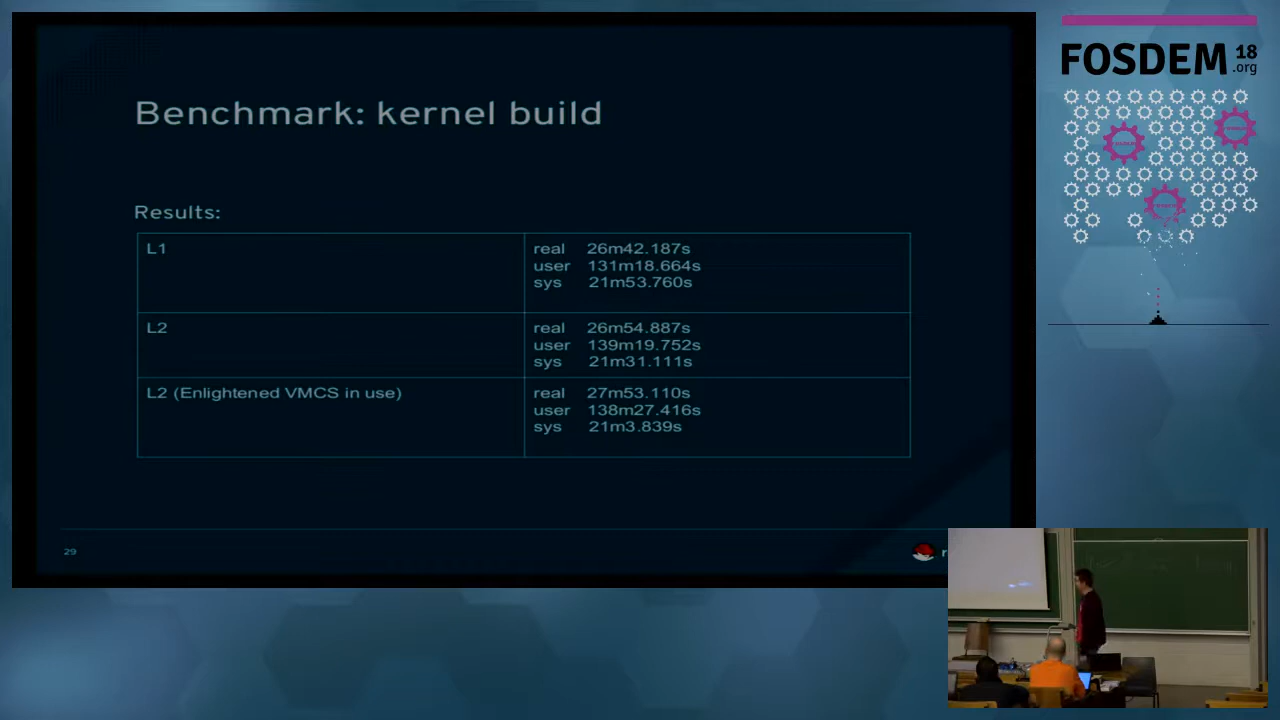 Benchmark: kernel build
Results:
L1
real 26m42.187s
user 131m18.664s
sys 21m53.760s
L2
real 26m54.887s
user 139m19.752s
sys 21m31.111s
L2 (Enlightened VMCS in use)
real 27m53.110s
user 138m27.416s
sys 21m3.839s
29
FOSDEM 18
.org